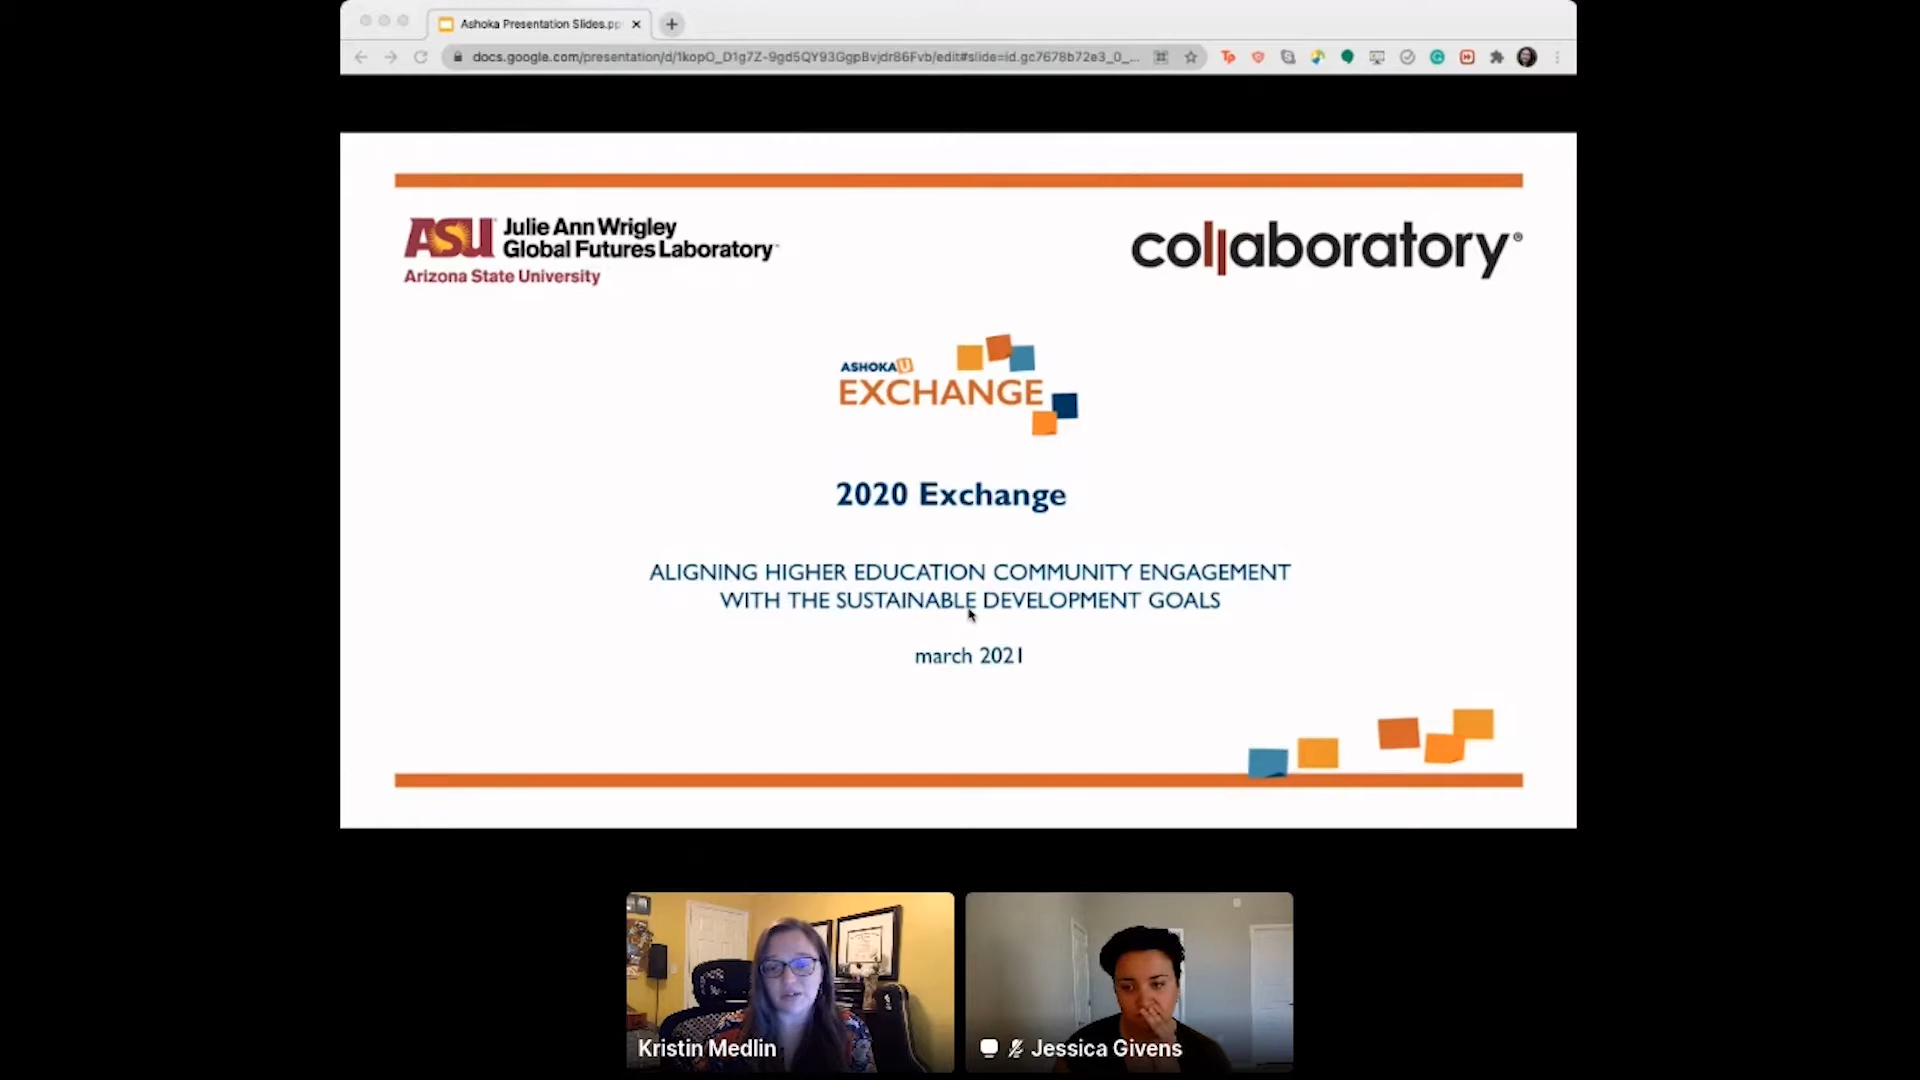 Ashoka Presentation Slides.pp
docs.google.com/presentation/d/1kopO_D1g7Z-9gd5QY93GgpBvjdr86Fvb/edit#slide=id.gc7678b72e3_0_...
ASU Julie Ann Wrigley
Global Futures Laboratory
Arizona State University
collaboratory®
ASHOKA U
EXCHANGE
2020 Exchange
ALIGNING HIGHER EDUCATION COMMUNITY ENGAGEMENT
WITH THE SUSTAINABLE DEVELOPMENT GOALS
march 2021
Kristin Medlin
Jessica Givens